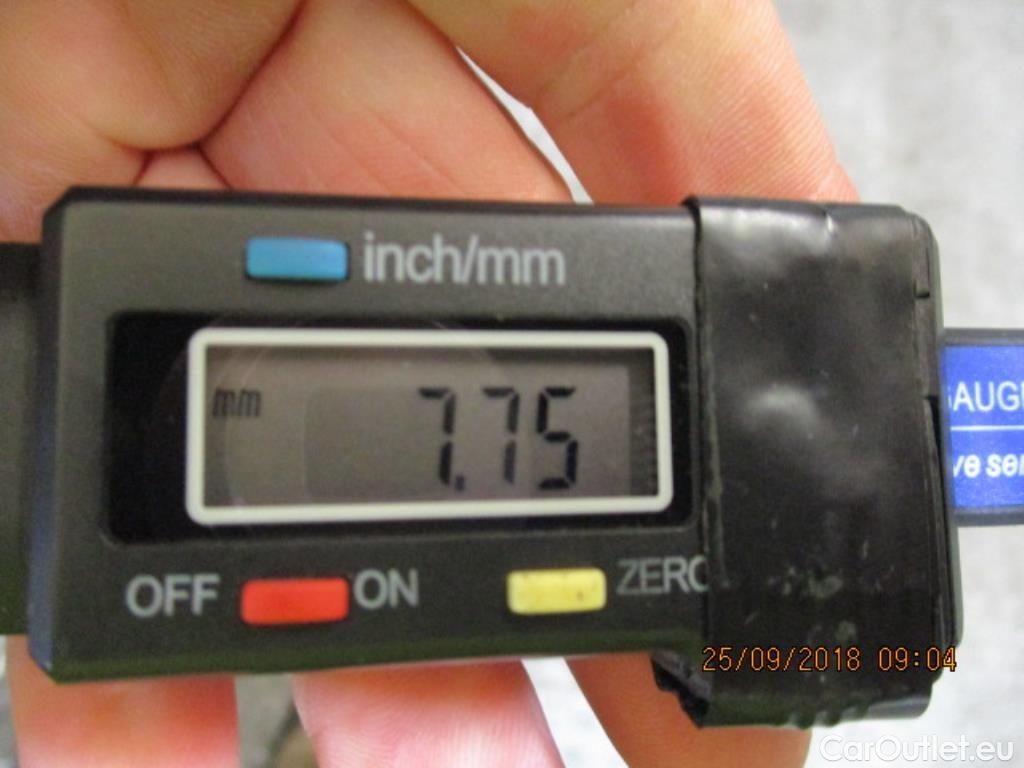 inch/mm
mm 7.75
OFF ON ZERO
25/09/2018 09:04
CarOutlet.eu